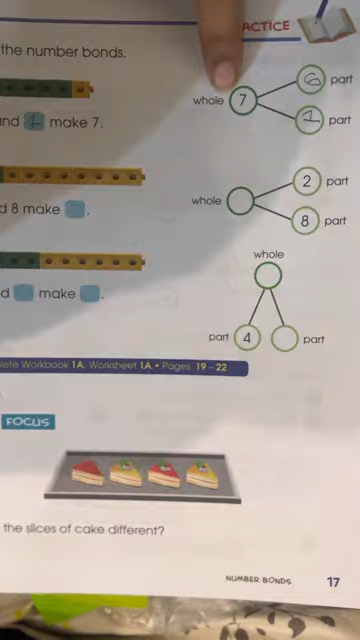 ACTICE
the number bonds.
whole 7 6 part
1 part
nd 1 make 7.
whole 2 part
8 part
d 8 make .
whole
d make .
part 4 part
lete Workbook 1A, Worksheet 1A • Pages 19 – 22
FOCUS
the slices of cake different?
NUMBER BONDS 17